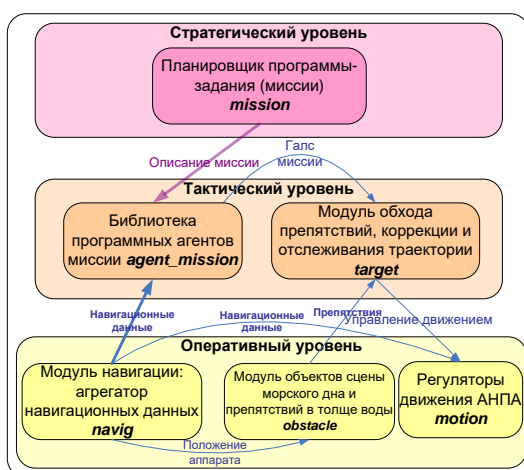 Стратегический уровень
Планировщик программы-
задания (миссии)
mission
Описание миссии
Галс
миссии
Тактический уровень
Библиотека
программных агентов
миссии agent_mission
Модуль обхода
препятствий, коррекции и
отслеживания траектории
target
Навигационные
данные
Навигационные
данные
Препятствия
Управление движением
Оперативный уровень
Модуль навигации:
агрегатор
навигационных данных
navig
Модуль объектов сцены
морского дна и
препятствий в толще воды
obstacle
Регуляторы
движения АНПА
motion
Положение
аппарата